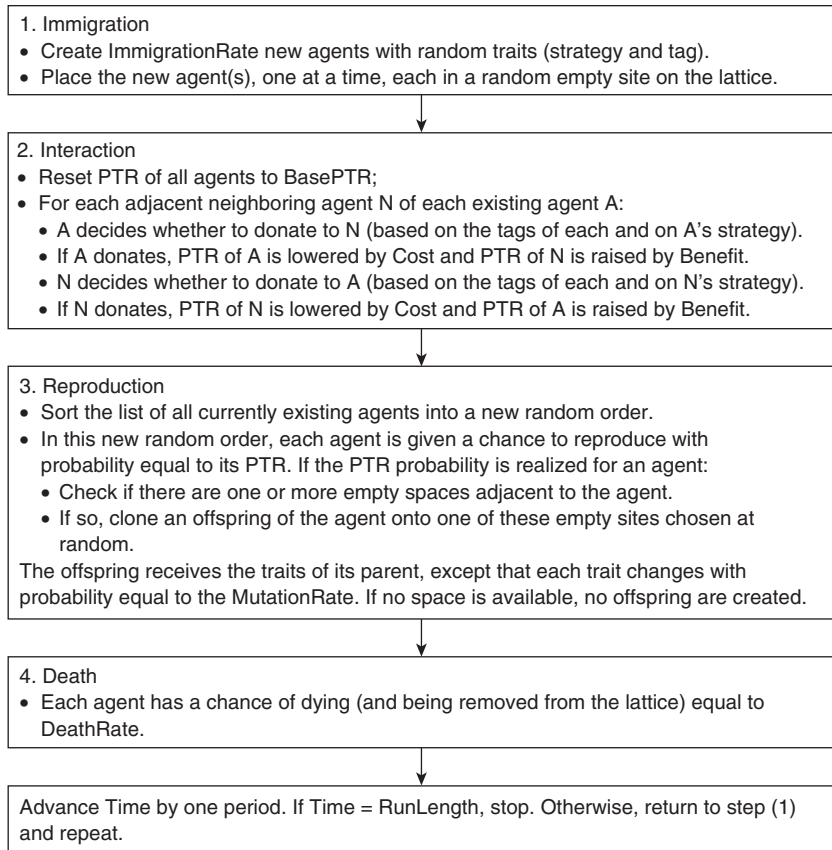 1. Immigration
• Create ImmigrationRate new agents with random traits (strategy and tag).
• Place the new agent(s), one at a time, each in a random empty site on the lattice.
2. Interaction
• Reset PTR of all agents to BasePTR;
• For each adjacent neighboring agent N of each existing agent A:
• A decides whether to donate to N (based on the tags of each and on A’s strategy).
• If A donates, PTR of A is lowered by Cost and PTR of N is raised by Benefit.
• N decides whether to donate to A (based on the tags of each and on N’s strategy).
• If N donates, PTR of N is lowered by Cost and PTR of A is raised by Benefit.
3. Reproduction
• Sort the list of all currently existing agents into a new random order.
• In this new random order, each agent is given a chance to reproduce with
probability equal to its PTR. If the PTR probability is realized for an agent:
• Check if there are one or more empty spaces adjacent to the agent.
• If so, clone an offspring of the agent onto one of these empty sites chosen at
random.
The offspring receives the traits of its parent, except that each trait changes with
probability equal to the MutationRate. If no space is available, no offspring are created.
4. Death
• Each agent has a chance of dying (and being removed from the lattice) equal to
DeathRate.
Advance Time by one period. If Time = RunLength, stop. Otherwise, return to step (1)
and repeat.